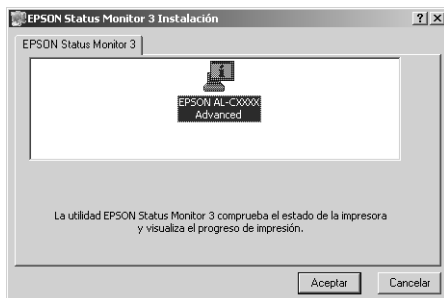 EPSON Status Monitor 3 Instalación
EPSON Status Monitor 3
EPSON AL-CXXXX
Advanced
La utilidad EPSON Status Monitor 3 comprueba el estado de la impresora
y visualiza el progreso de impresión.
Aceptar
Cancelar